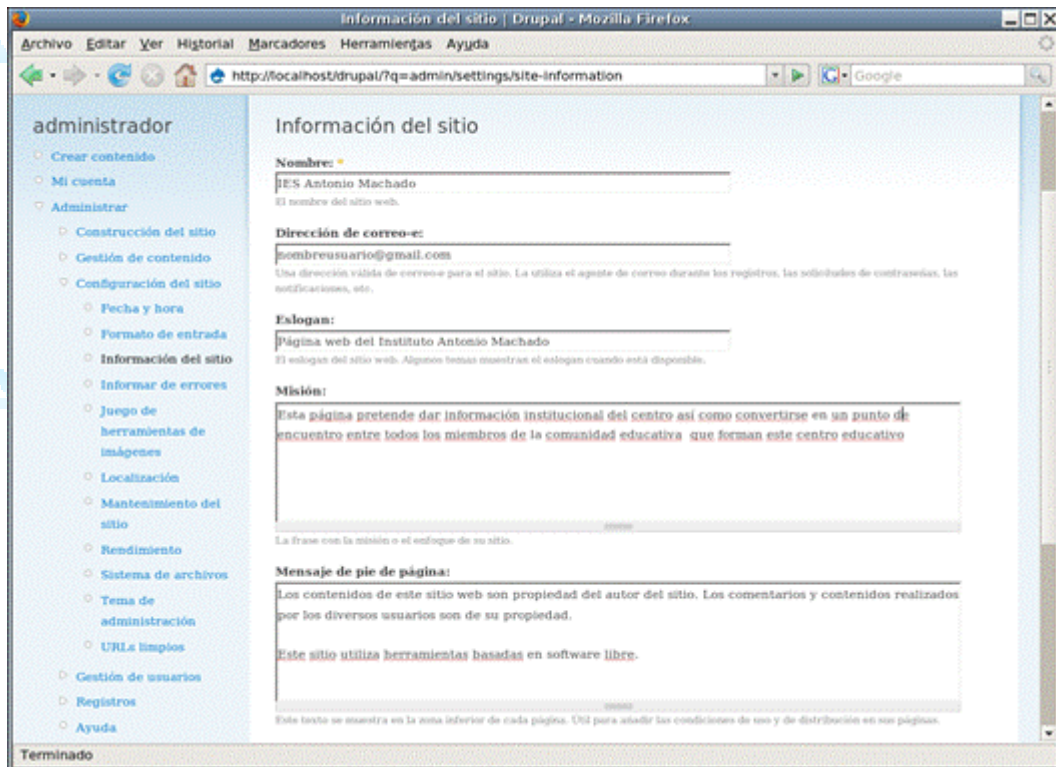 Información del sitio | Drupal - Mozilla Firefox
Archivo Editar Ver Historial Marcadores Herramientas Ayuda
http://localhost/drupal/?q=admin/settings/site-information
Google
administrador
Crear contenido
Mi cuenta
Administrar
Construcción del sitio
Gestión de contenido
Configuración del sitio
Fecha y hora
Formato de entrada
Información del sitio
Informar de errores
Juego de
herramientas de
imágenes
Localización
Mantenimiento del
sitio
Rendimiento
Sistema de archivos
Tema de
administración
URLs limpios
Gestión de usuarios
Registros
Ayuda
Información del sitio
Nombre: *
IES Antonio Machado
El nombre del sitio web.
Dirección de correo-e:
nombreusuario@gmail.com
Una dirección válida de correo-e para el sitio. La utiliza el agente de correo durante los registros, las solicitudes de contraseñas, las
notificaciones, etc.
Eslogan:
Página web del Instituto Antonio Machado
El eslogan del sitio web. Algunos temas muestran el eslogan cuando está disponible.
Misión:
Esta página pretende dar información institucional del centro así como convertirse en un punto de
encuentro entre todos los miembros de la comunidad educativa que forman este centro educativo
La frase con la misión o el enfoque de su sitio.
Mensaje de pie de página:
Los contenidos de este sitio web son propiedad del autor del sitio. Los comentarios y contenidos realizados
por los diversos usuarios son de su propiedad.
Este sitio utiliza herramientas basadas en software libre.
Este texto se muestra en la zona inferior de cada página. Útil para añadir las condiciones de uso y de distribución en sus páginas.
Terminado